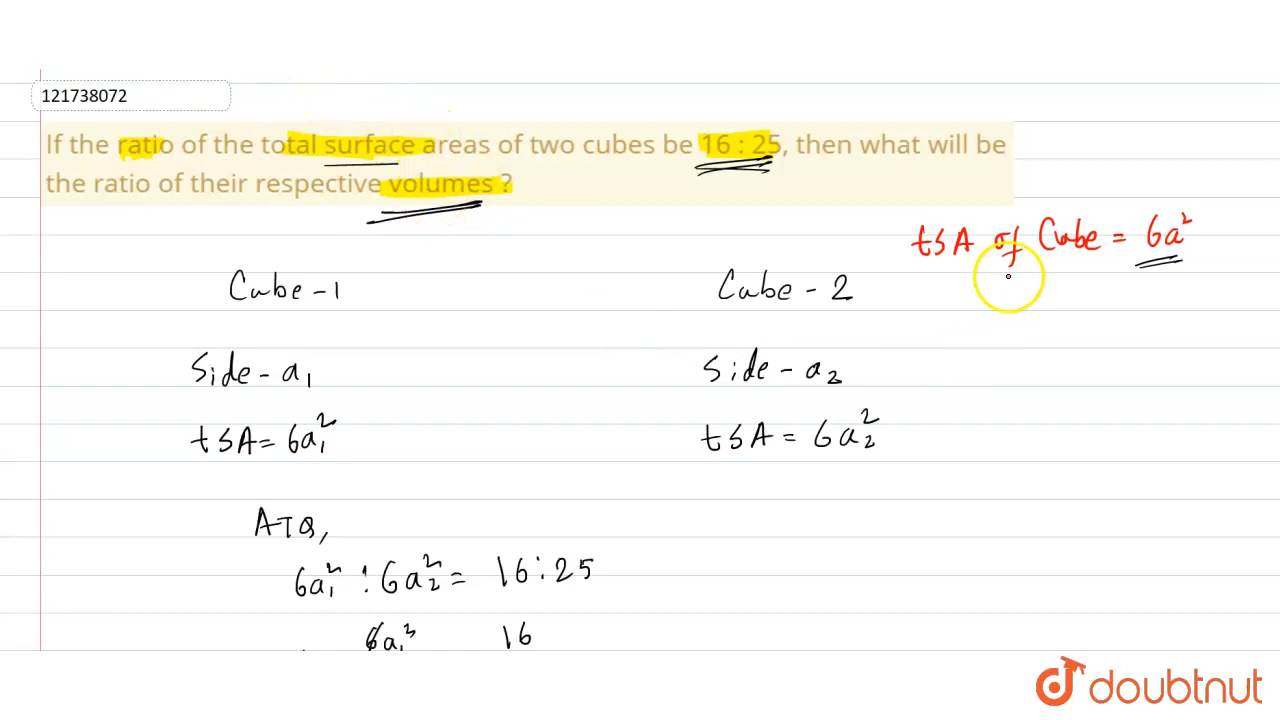 121738072
If the ratio of the total surface areas of two cubes be 16 : 25, then what will be
the ratio of their respective volumes ?
tSA of Cube = 6a²
Cube - 1 Cube - 2
Side - a₁ Side - a₂
tSA = 6a₁² tSA = 6a₂²
ATQ,
6a₁² : 6a₂² = 16 : 25
16
doubtnut